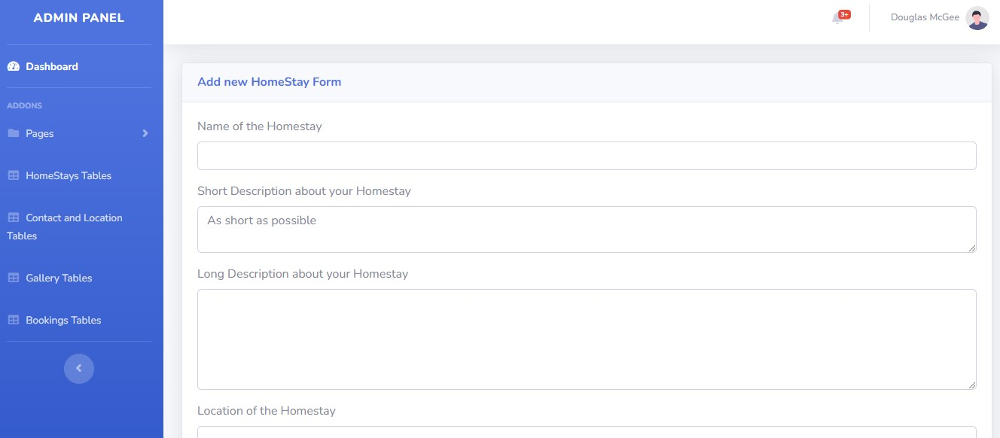 ADMIN PANEL
3+
Douglas McGee
Dashboard
ADDONS
Pages
HomeStays Tables
Contact and Location
Tables
Gallery Tables
Bookings Tables
Add new HomeStay Form
Name of the Homestay
Short Description about your Homestay
As short as possible
Long Description about your Homestay
Location of the Homestay